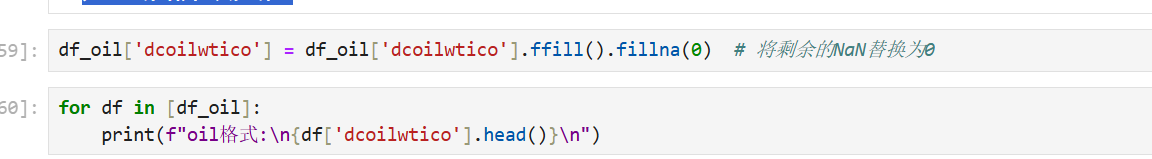 59]: df_oil['dcoilwtico'] = df_oil['dcoilwtico'].ffill().fillna(0)  # 将剩余的NaN替换为0
60]: for df in [df_oil]:
    print(f"oil格式:\n{df['dcoilwtico'].head()}\n")